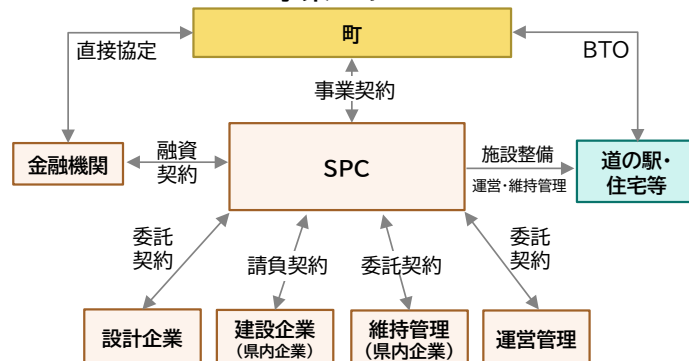 町
直接協定
BTO
事業契約
金融機関
融資
契約
SPC
施設整備
運営・維持管理
道の駅・
住宅等
委託
契約
請負契約
委託契約
委託
契約
設計企業
建設企業
（県内企業）
維持管理
（県内企業）
運営管理